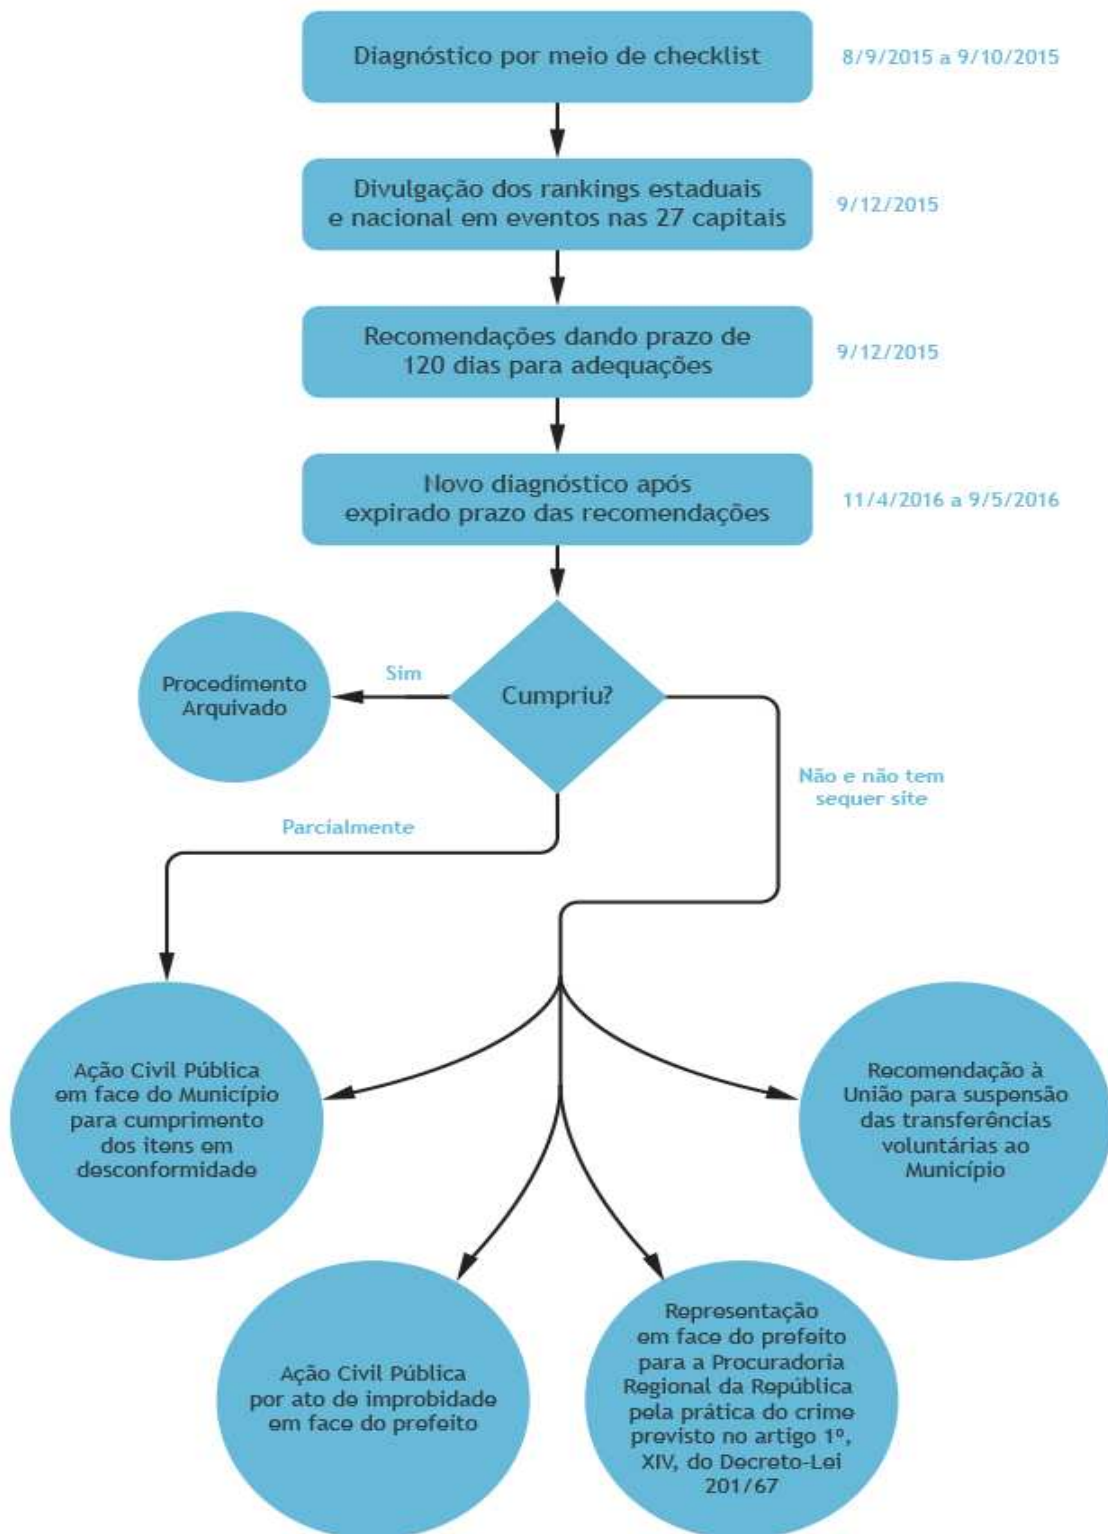 Diagnóstico por meio de checklist
8/9/2015 a 9/10/2015
Divulgação dos rankings estaduais
e nacional em eventos nas 27 capitais
9/12/2015
Recomendações dando prazo de
120 dias para adequações
9/12/2015
Novo diagnóstico após
expirado prazo das recomendações
11/4/2016 a 9/5/2016
Procedimento
Arquivado
Sim
Cumpriu?
Não e não tem
sequer site
Parcialmente
Ação Civil Pública
em face do Município
para cumprimento
dos itens em
desconformidade
Recomendação à
União para suspensão
das transferências
voluntárias ao
Município
Ação Civil Pública
por ato de improbidade
em face do prefeito
Representação
em face do prefeito
para a Procuradoria
Regional da República
pela prática do crime
previsto no artigo 1º,
XIV, do Decreto-Lei
201/67